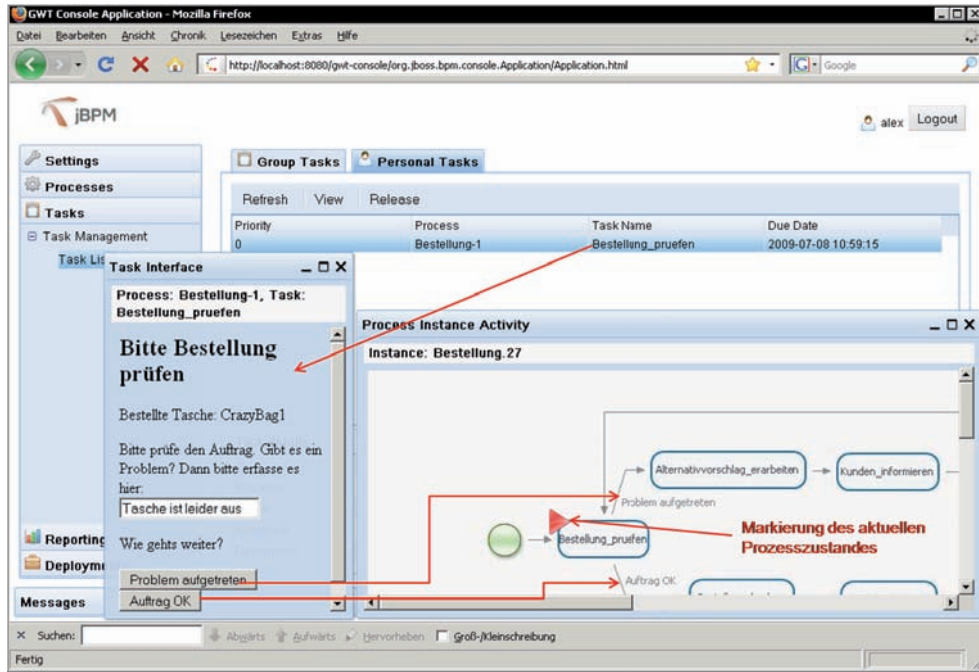 GWT Console Application - Mozilla Firefox
Datei Bearbeiten Ansicht Chronik Lesezeichen Extras Hilfe
http://localhost:8080/gwt-console/org.jboss.bpm.console.Application/Application.html
Google
jBPM
alex Logout
Settings
Processes
Tasks
Task Management
Task Lis
Reporting
Deployme
Messages
Group Tasks Personal Tasks
Refresh View Release
Priority Process Task Name Due Date
0 Bestellung-1 Bestellung_pruefen 2009-07-08 10:59:15
Task Interface
Process: Bestellung-1, Task:
Bestellung_pruefen
Bitte Bestellung
prüfen
Bestellte Tasche: CrazyBag1
Bitte prüfe den Auftrag. Gibt es ein
Problem? Dann bitte erfasse es
hier:
Tasche ist leider aus
Wie gehts weiter?
Problem aufgetreten
Auftrag OK
Process Instance Activity
Instance: Bestellung.27
Alternativvorschlag_erarbeiten
Kunden_informieren
Problem aufgetreten
Bestellung_pruefen
Markierung des aktuellen
Prozesszustandes
Auftrag OK
Suchen: Abwärts Aufwärts Hervorheben Groß-/Kleinschreibung
Fertig